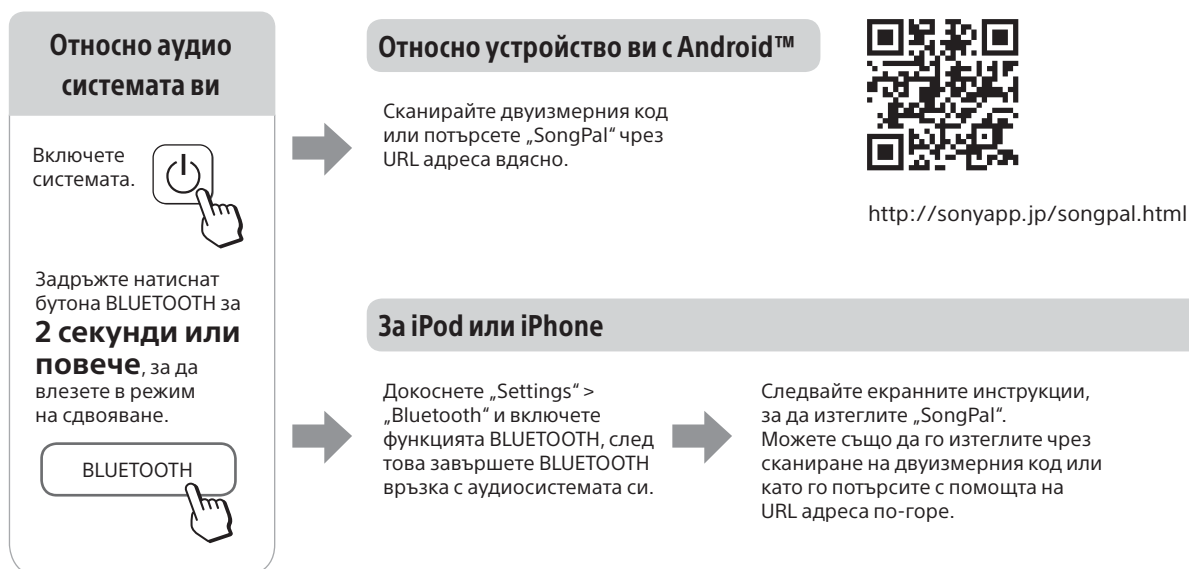 Относно аудио
системата ви
Включете
системата.
Задръжте натиснат
бутона BLUETOOTH за
2 секунди или
повече, за да
влезете в режим
на сдвояване.
BLUETOOTH
Относно устройство ви с Android™
Сканирайте двуизмерния код
или потърсете „SongPal“ чрез
URL адреса вдясно.
http://sonyapp.jp/songpal.html
За iPod или iPhone
Докоснете „Settings“ >
„Bluetooth“ и включете
функцията BLUETOOTH, след
това завършете BLUETOOTH
връзка с аудиосистемата си.
Следвайте екранните инструкции,
за да изтеглите „SongPal“.
Можете също да го изтеглите чрез
сканиране на двуизмерния код или
като го потърсите с помощта на
URL адреса по-горе.